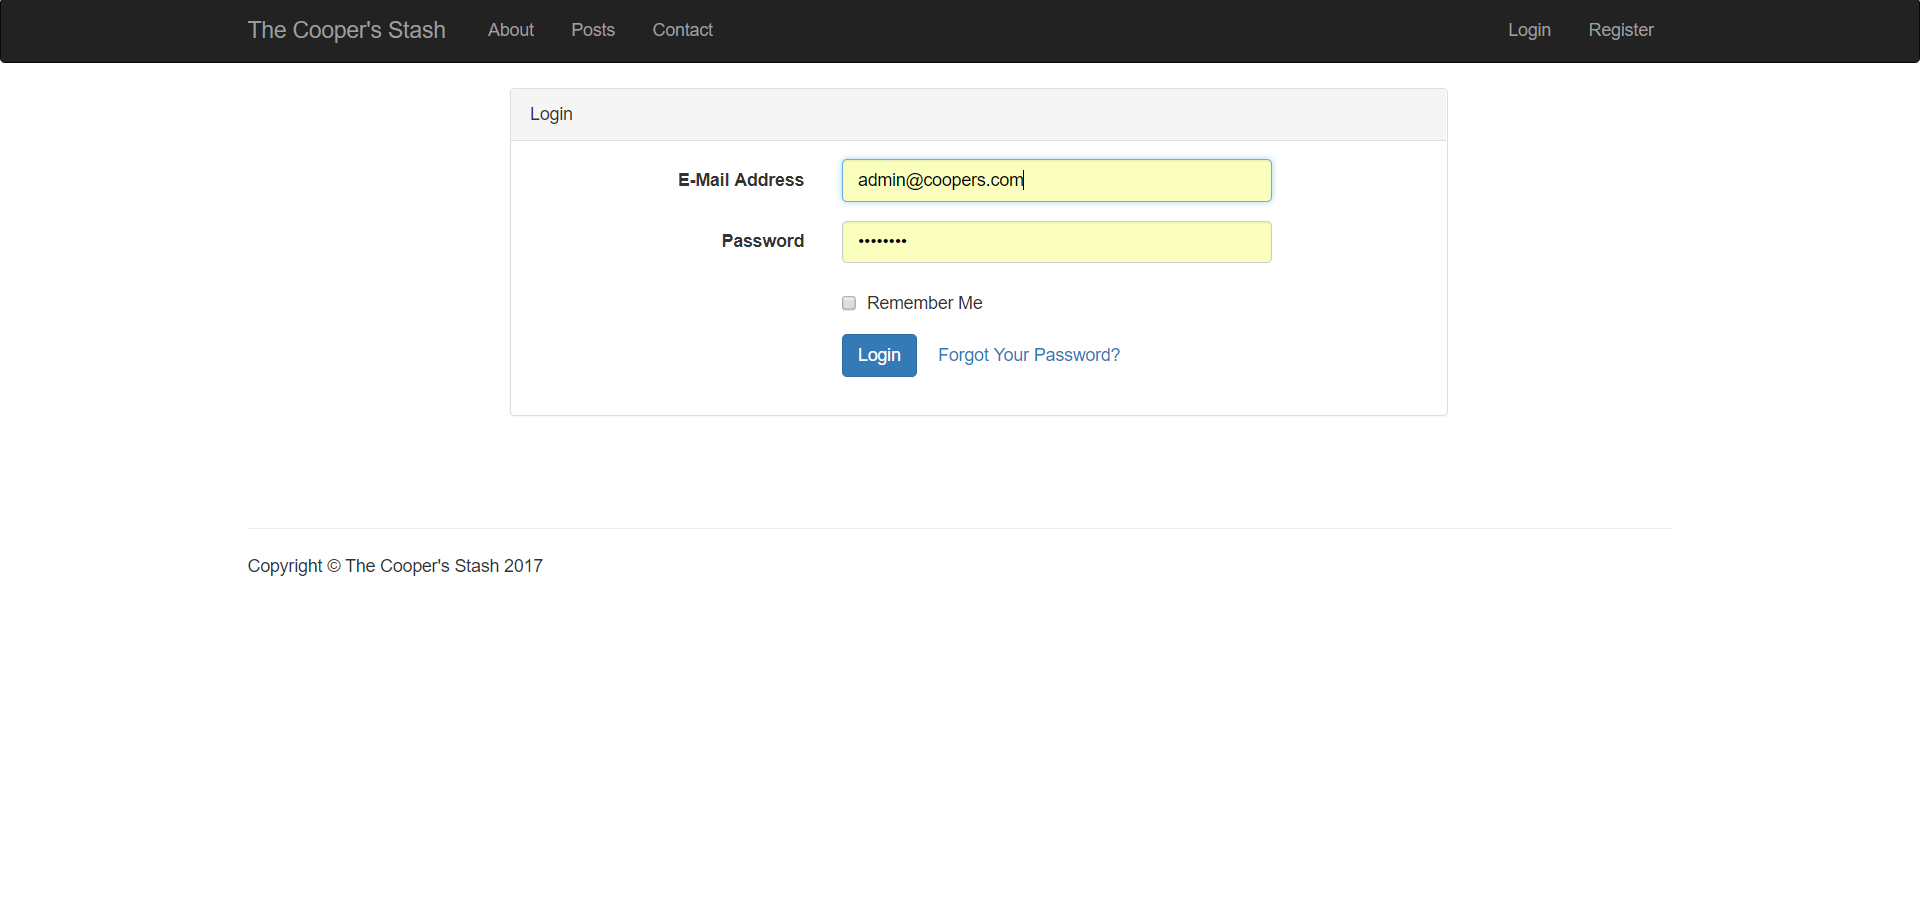 The Cooper's Stash About Posts Contact Login Register
Login
E-Mail Address admin@coopers.com
Password ••••••••
Remember Me
Login Forgot Your Password?
Copyright © The Cooper's Stash 2017